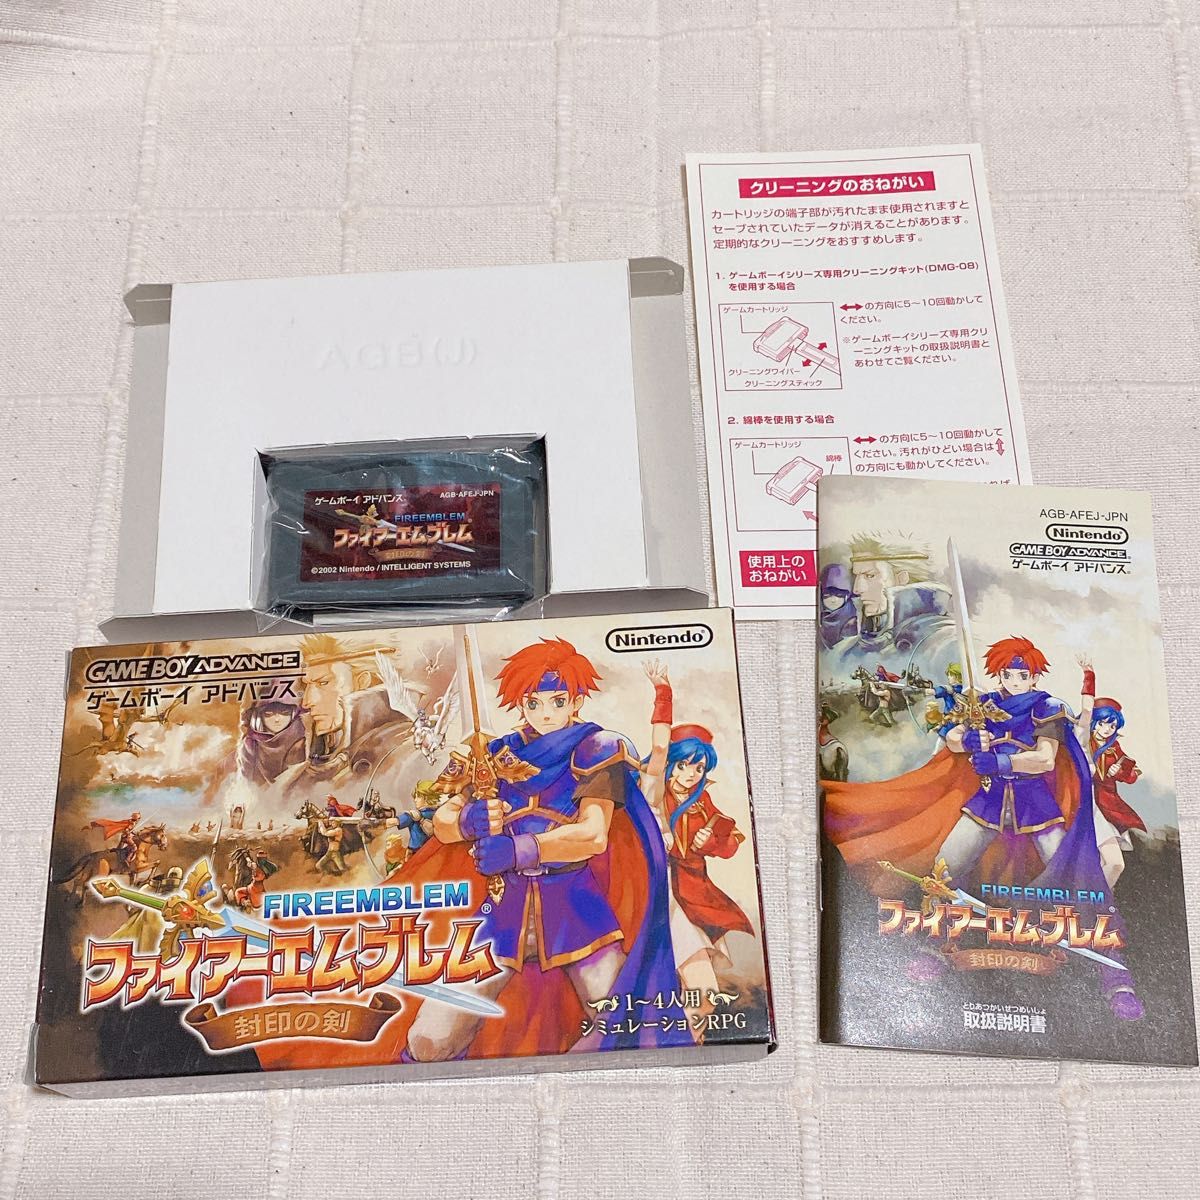 クリーニングのおねがい
カートリッジの端子部が汚れたまま使用されますと
セーブされていたデータが消えることがあります。
定期的なクリーニングをおすすめします。
1. ゲームボーイシリーズ専用クリーニングキット(DMG-08)
を使用する場合
ゲームカートリッジ
クリーニングワイパー
クリーニングスティック
⟷の方向に5〜10回動かして
ください。
※ゲームボーイシリーズ専用クリ
ーニングキットの取扱説明書と
あわせてご覧ください。
2. 綿棒を使用する場合
ゲームカートリッジ
綿棒
⟷の方向に5〜10回動かして
ください。汚れがひどい場合は↕
の方向にも動かしてください。
使用上の
おねがい
AGB(J)
ゲームボーイ アドバンス
AGB-AFEJ-JPN
FIREEMBLEM
ファイアーエムブレム
封印の剣
©2002 Nintendo / INTELLIGENT SYSTEMS
GAME BOY ADVANCE
ゲームボーイ アドバンス
Nintendo®
FIREEMBLEM
ファイアーエムブレム®
封印の剣
1〜4人用
シミュレーションRPG
AGB-AFEJ-JPN
Nintendo
GAME BOY ADVANCE
ゲームボーイ アドバンス
FIREEMBLEM
ファイアーエムブレム®
封印の剣
とりあつかいせつめいしょ
取扱説明書